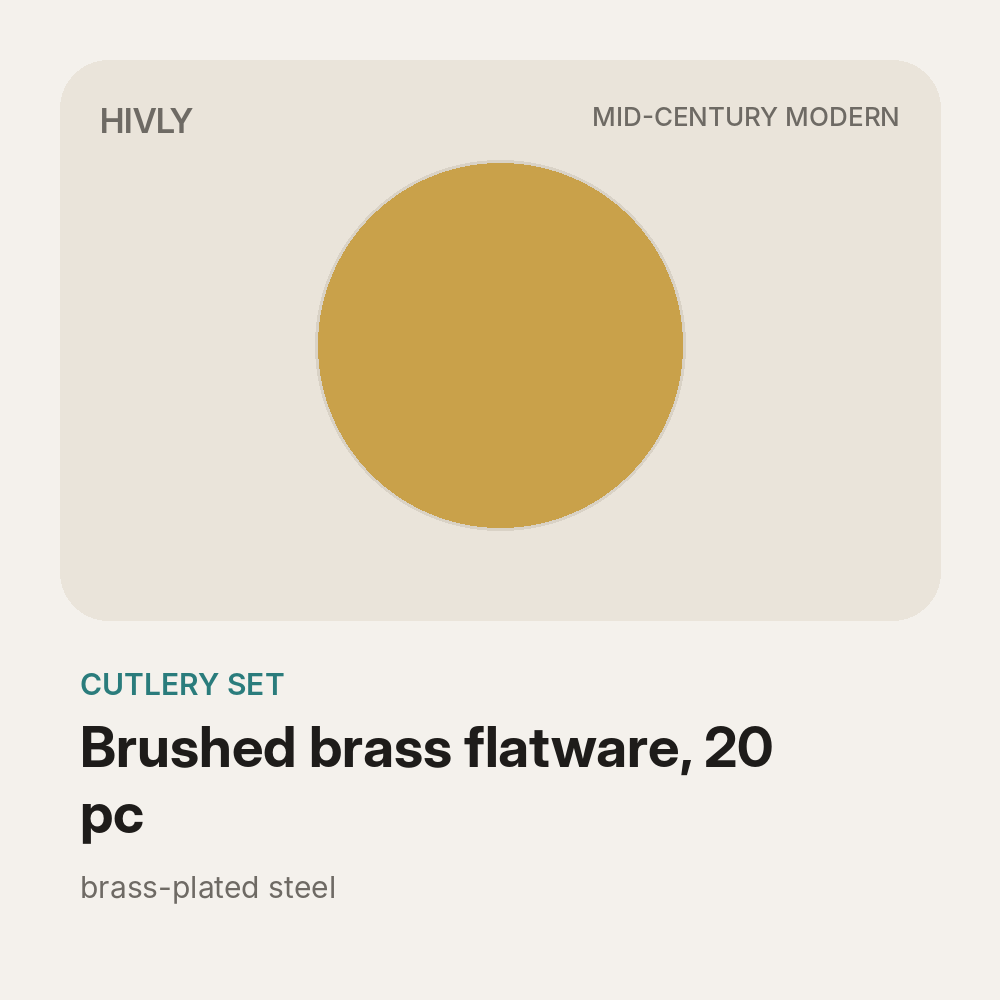 HIVLY
MID-CENTURY MODERN
CUTLERY SET
Brushed brass flatware, 20
pc
brass-plated steel